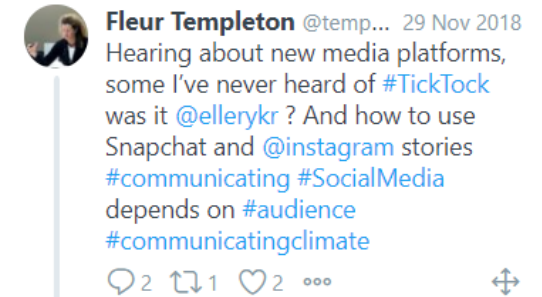 Fleur Templeton @temp... 29 Nov 2018
Hearing about new media platforms,
some I've never heard of #TickTock
was it @ellerykr ? And how to use
Snapchat and @instagram stories
#communicating #SocialMedia
depends on #audience
#communicatingclimate
2 1 2